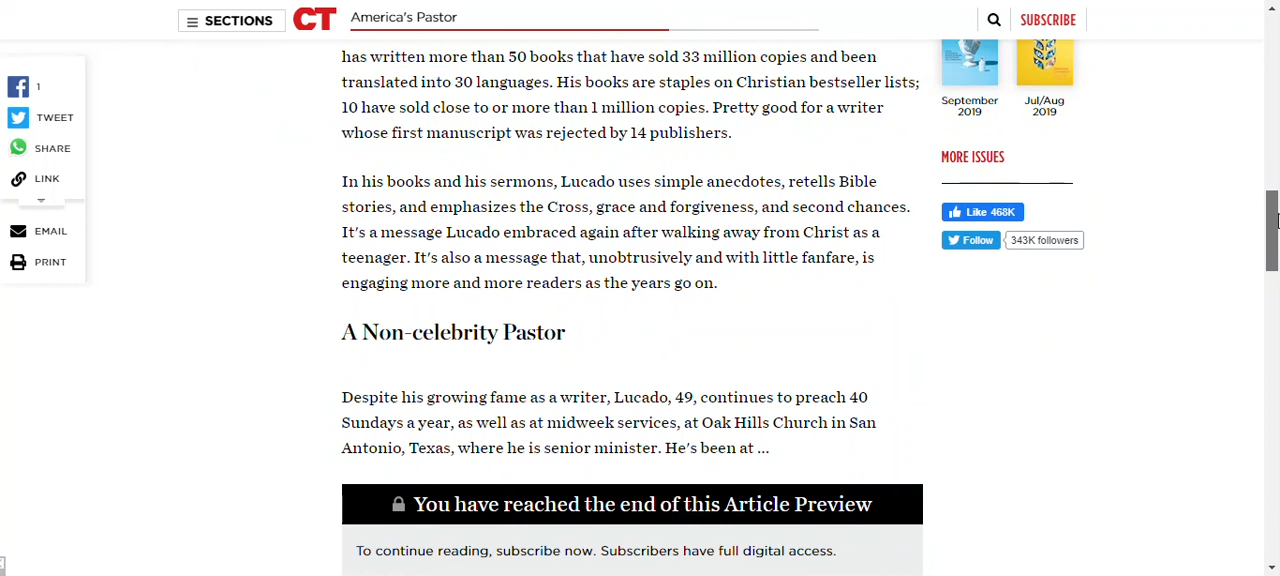 SECTIONS
CT
America's Pastor
SUBSCRIBE
1
TWEET
SHARE
LINK
EMAIL
PRINT
has written more than 50 books that have sold 33 million copies and been
translated into 30 languages. His books are staples on Christian bestseller lists;
10 have sold close to or more than 1 million copies. Pretty good for a writer
whose first manuscript was rejected by 14 publishers.
In his books and his sermons, Lucado uses simple anecdotes, retells Bible
stories, and emphasizes the Cross, grace and forgiveness, and second chances.
It's a message Lucado embraced again after walking away from Christ as a
teenager. It's also a message that, unobtrusively and with little fanfare, is
engaging more and more readers as the years go on.
A Non-celebrity Pastor
Despite his growing fame as a writer, Lucado, 49, continues to preach 40
Sundays a year, as well as at midweek services, at Oak Hills Church in San
Antonio, Texas, where he is senior minister. He's been at ...
You have reached the end of this Article Preview
To continue reading, subscribe now. Subscribers have full digital access.
September
2019
Jul/Aug
2019
MORE ISSUES
Like 468K
Follow
343K followers